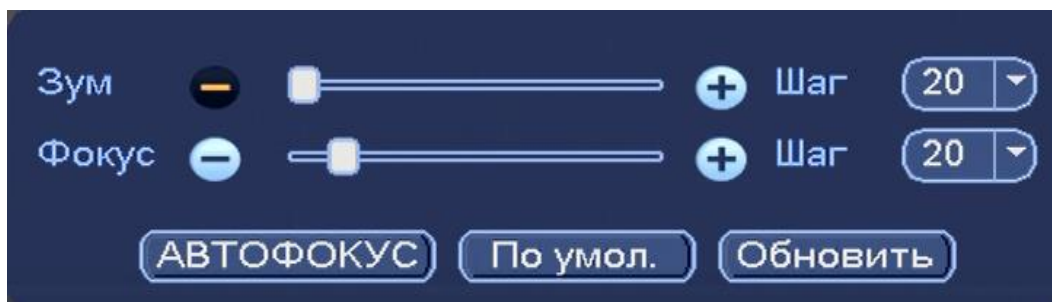 Зум Шаг 20
Фокус Шаг 20
АВТОФОКУС По умол. Обновить